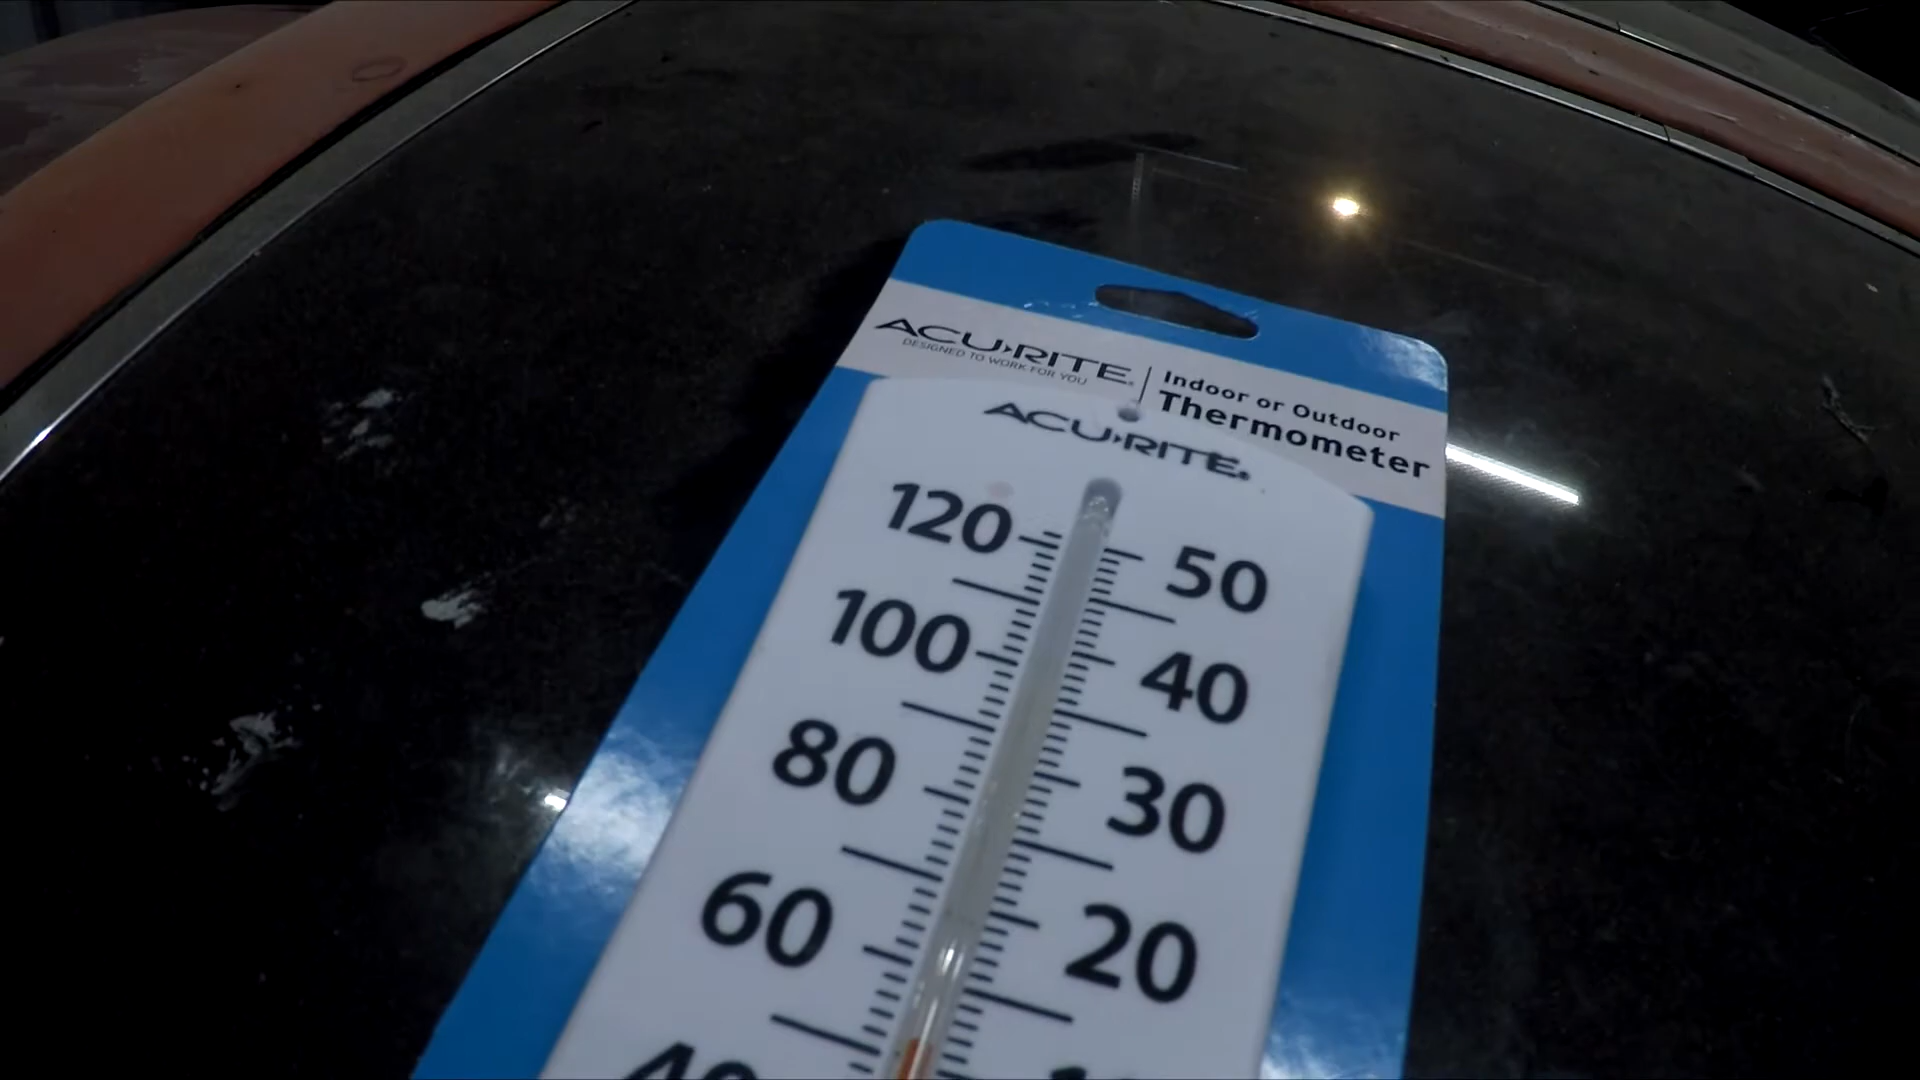 ACU›RITE®
DESIGNED TO WORK FOR YOU
Indoor or Outdoor
Thermometer
ACU›RITE®
120
50
100
40
80
30
60
20
40